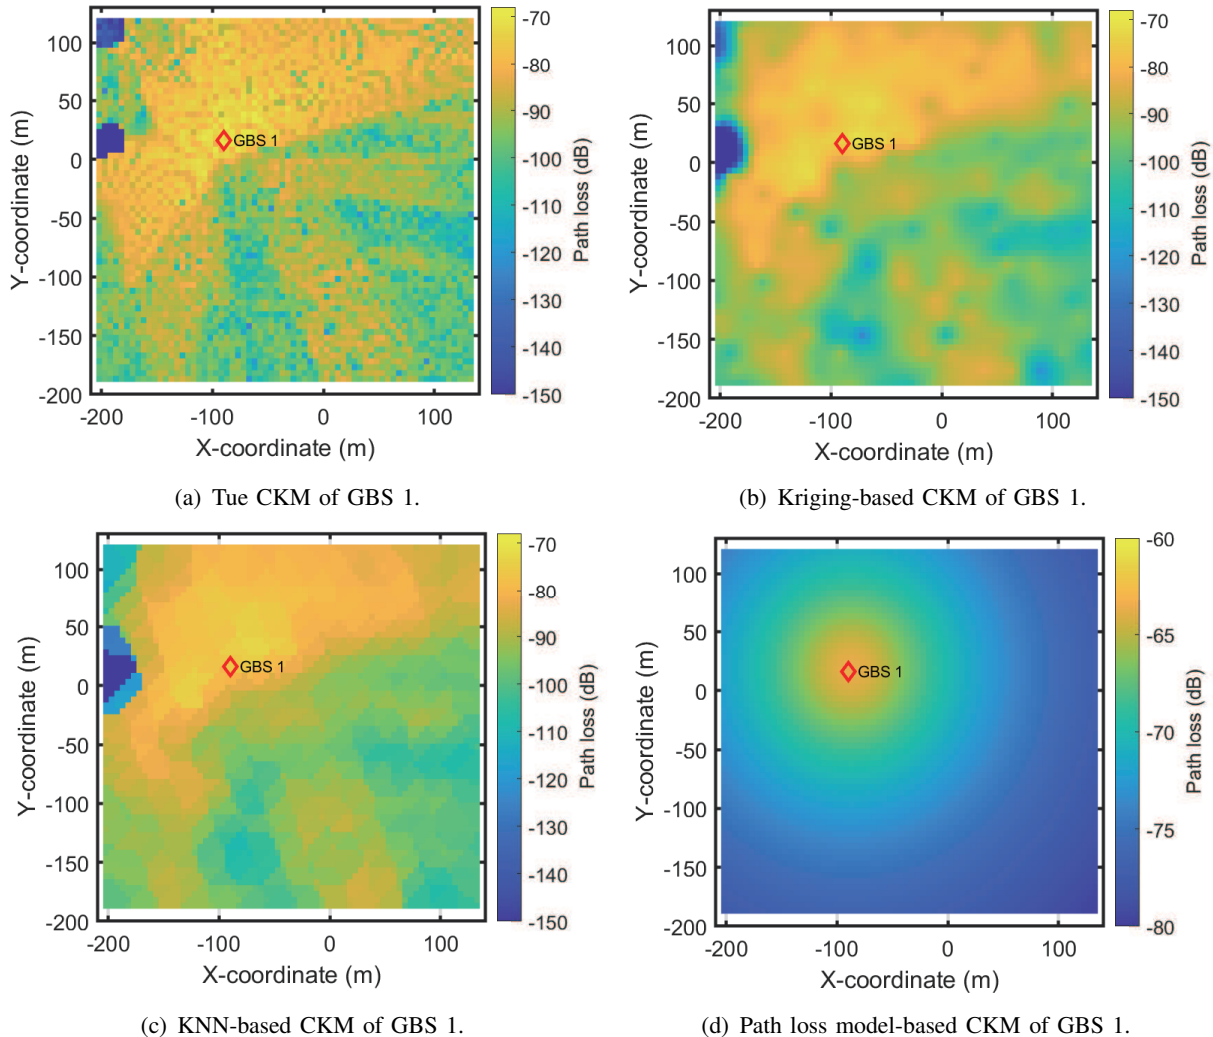 100
50
0
-50
-100
-150
-200
Y-coordinate (m)
-200 -100 0 100
X-coordinate (m)
GBS 1
-70
-80
-90
-100
-110
-120
-130
-140
-150
Path loss (dB)
(a) Tue CKM of GBS 1.
100
50
0
-50
-100
-150
-200
Y-coordinate (m)
-200 -100 0 100
X-coordinate (m)
GBS 1
-70
-80
-90
-100
-110
-120
-130
-140
-150
Path loss (dB)
(b) Kriging-based CKM of GBS 1.
100
50
0
-50
-100
-150
-200
Y-coordinate (m)
-200 -100 0 100
X-coordinate (m)
GBS 1
-70
-80
-90
-100
-110
-120
-130
-140
-150
Path loss (dB)
(c) KNN-based CKM of GBS 1.
100
50
0
-50
-100
-150
-200
Y-coordinate (m)
-200 -100 0 100
X-coordinate (m)
GBS 1
-60
-65
-70
-75
-80
Path loss (dB)
(d) Path loss model-based CKM of GBS 1.